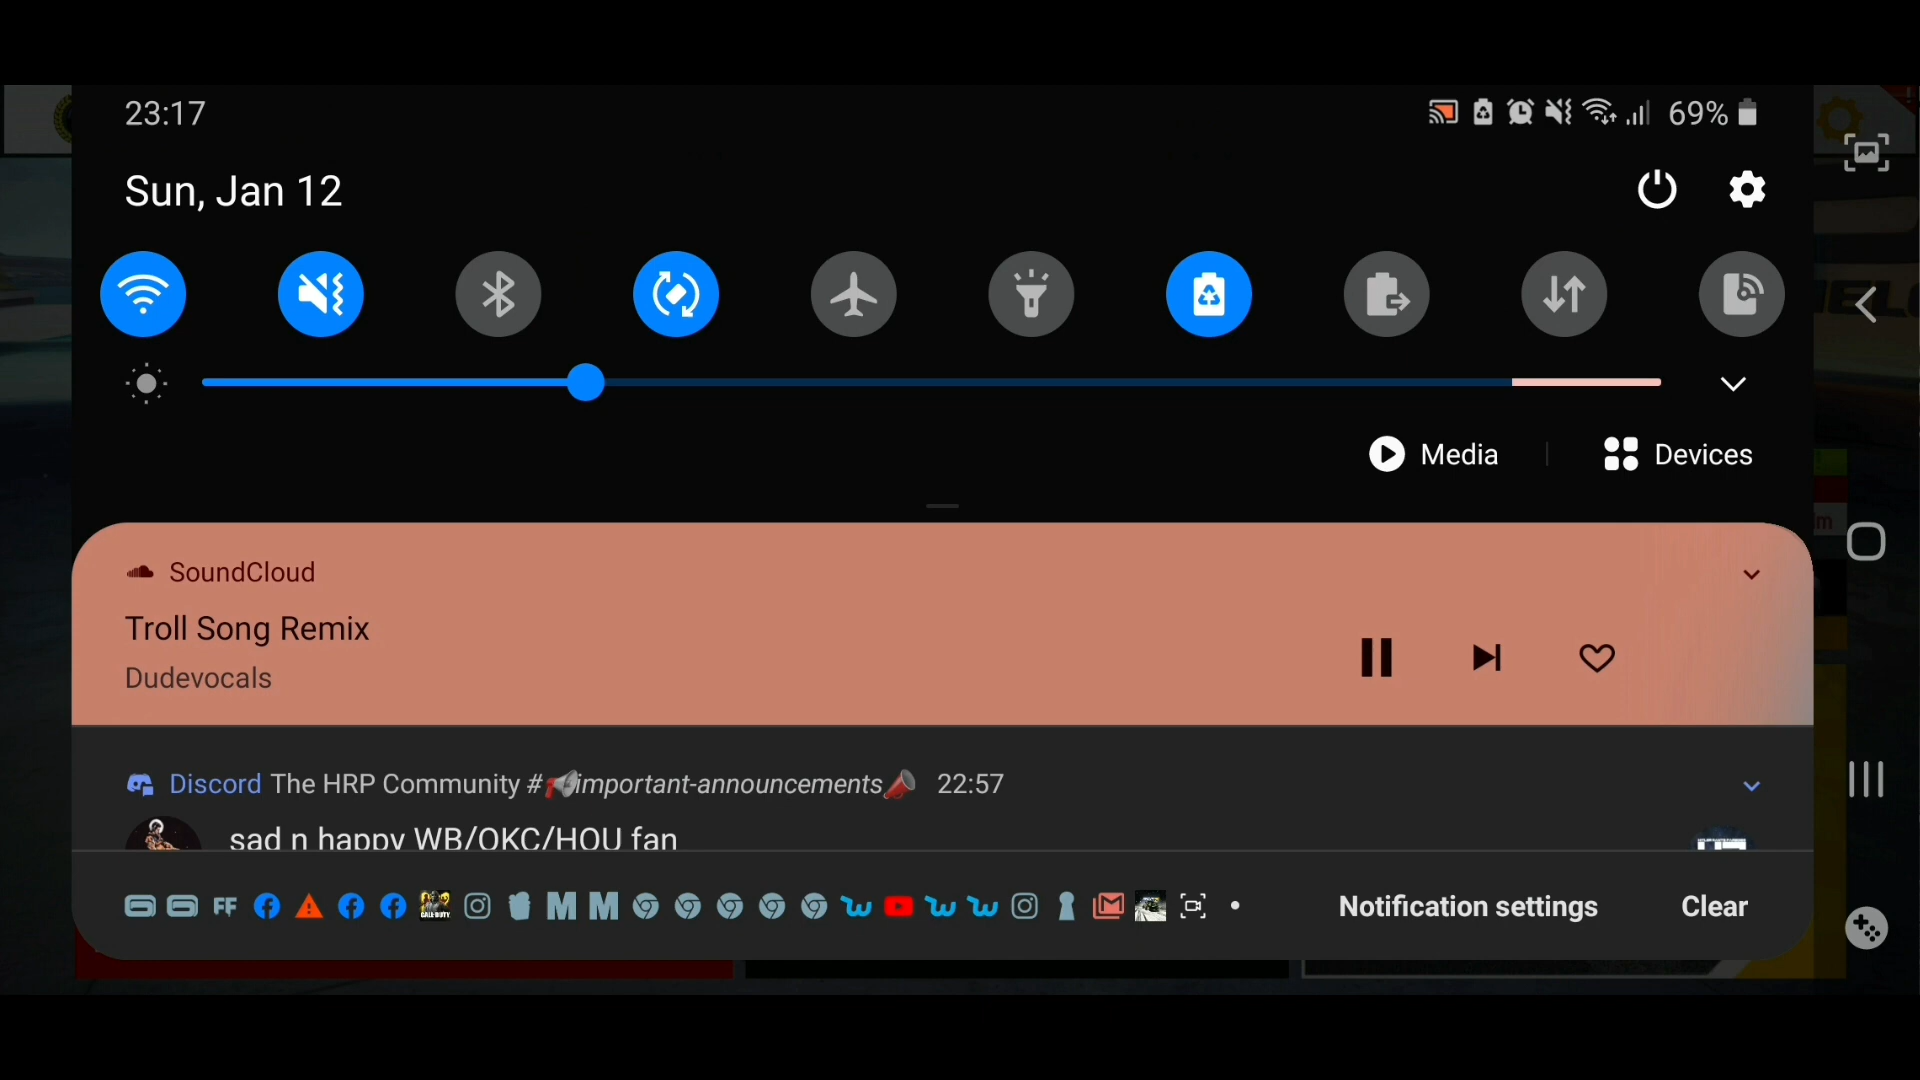 23:17
69%
Sun, Jan 12
Media
Devices
SoundCloud
Troll Song Remix
Dudevocals
Discord The HRP Community #📢important-announcements📣 22:57
sad n happy WB/OKC/HOU fan
Notification settings
Clear